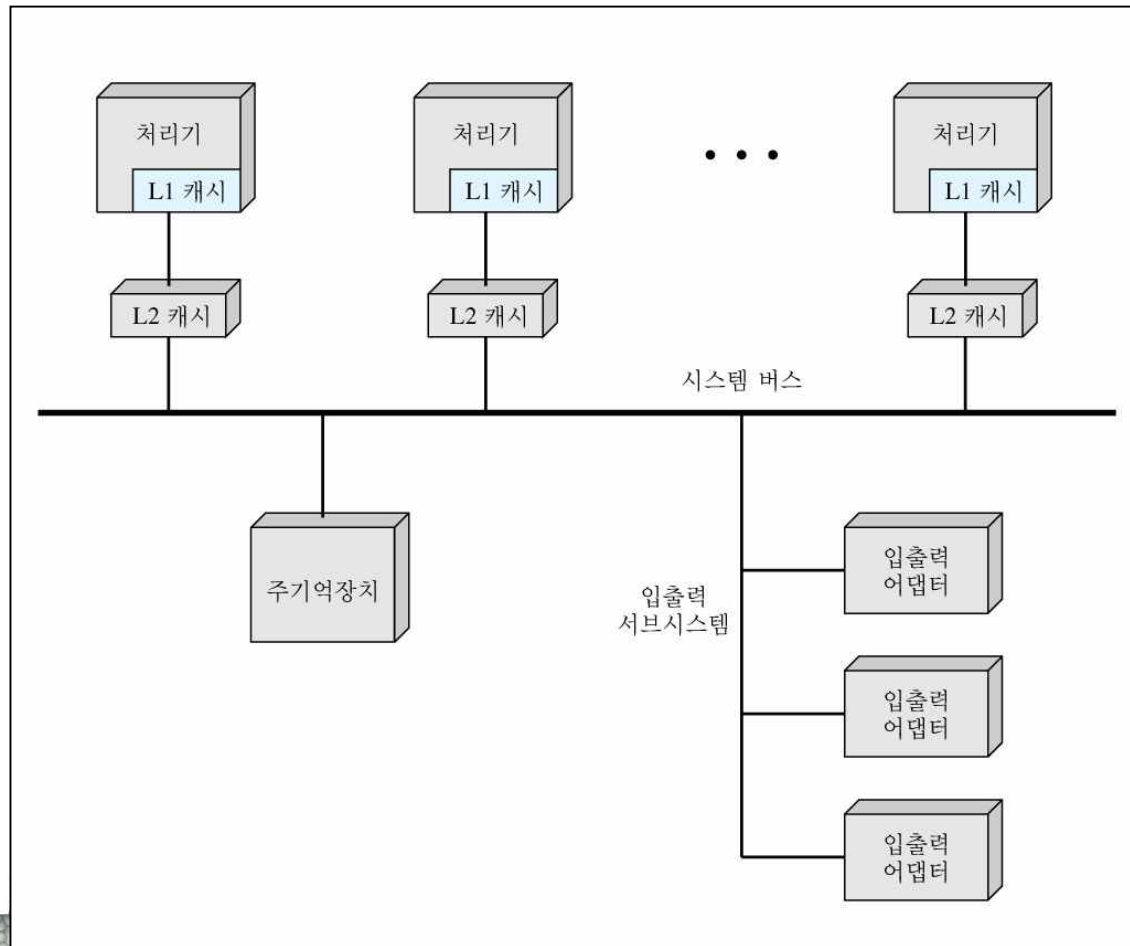 처리기
L1 캐시
처리기
L1 캐시
처리기
L1 캐시
L2 캐시
L2 캐시
L2 캐시
시스템 버스
주기억장치
입출력
서브시스템
입출력
어댑터
입출력
어댑터
입출력
어댑터